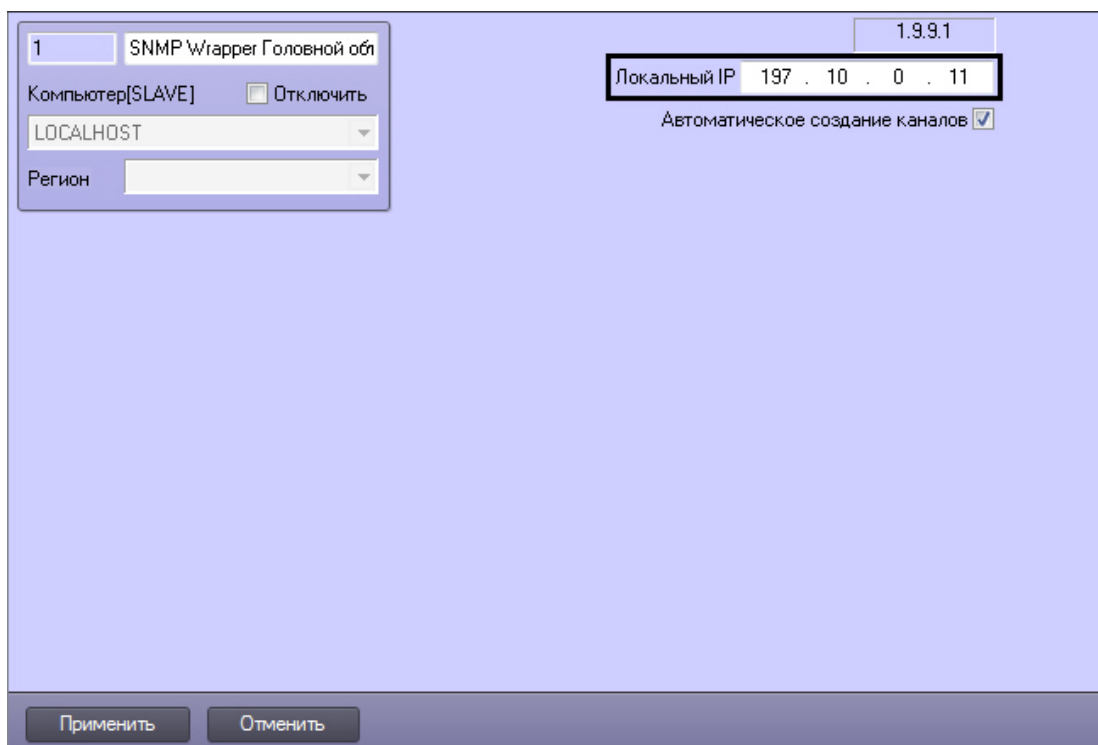 1 SNMP Wrapper Головной объ
Компьютер[SLAVE] Отключить
LOCALHOST
Регион
1.9.9.1
Локальный IP 197 . 10 . 0 . 11
Автоматическое создание каналов
Применить Отменить